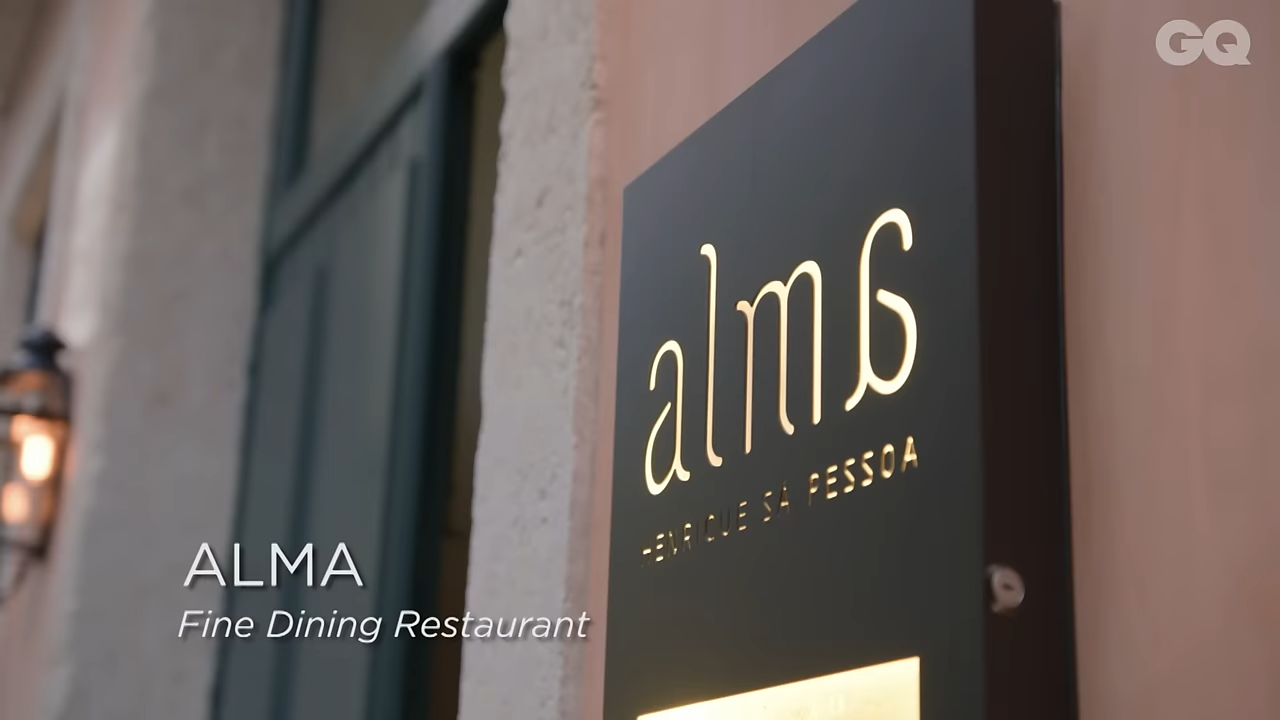 GQ
alma
HENRIQUE SÁ PESSOA
ALMA
Fine Dining Restaurant